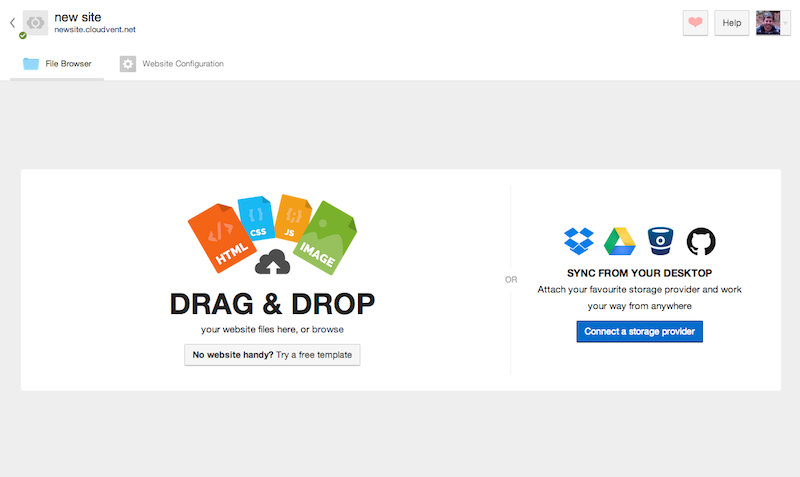 new site
newsite.cloudvent.net
Help
File Browser
Website Configuration
HTML
CSS
JS
IMAGE
DRAG & DROP
your website files here, or browse
No website handy? Try a free template
OR
SYNC FROM YOUR DESKTOP
Attach your favourite storage provider and work
your way from anywhere
Connect a storage provider